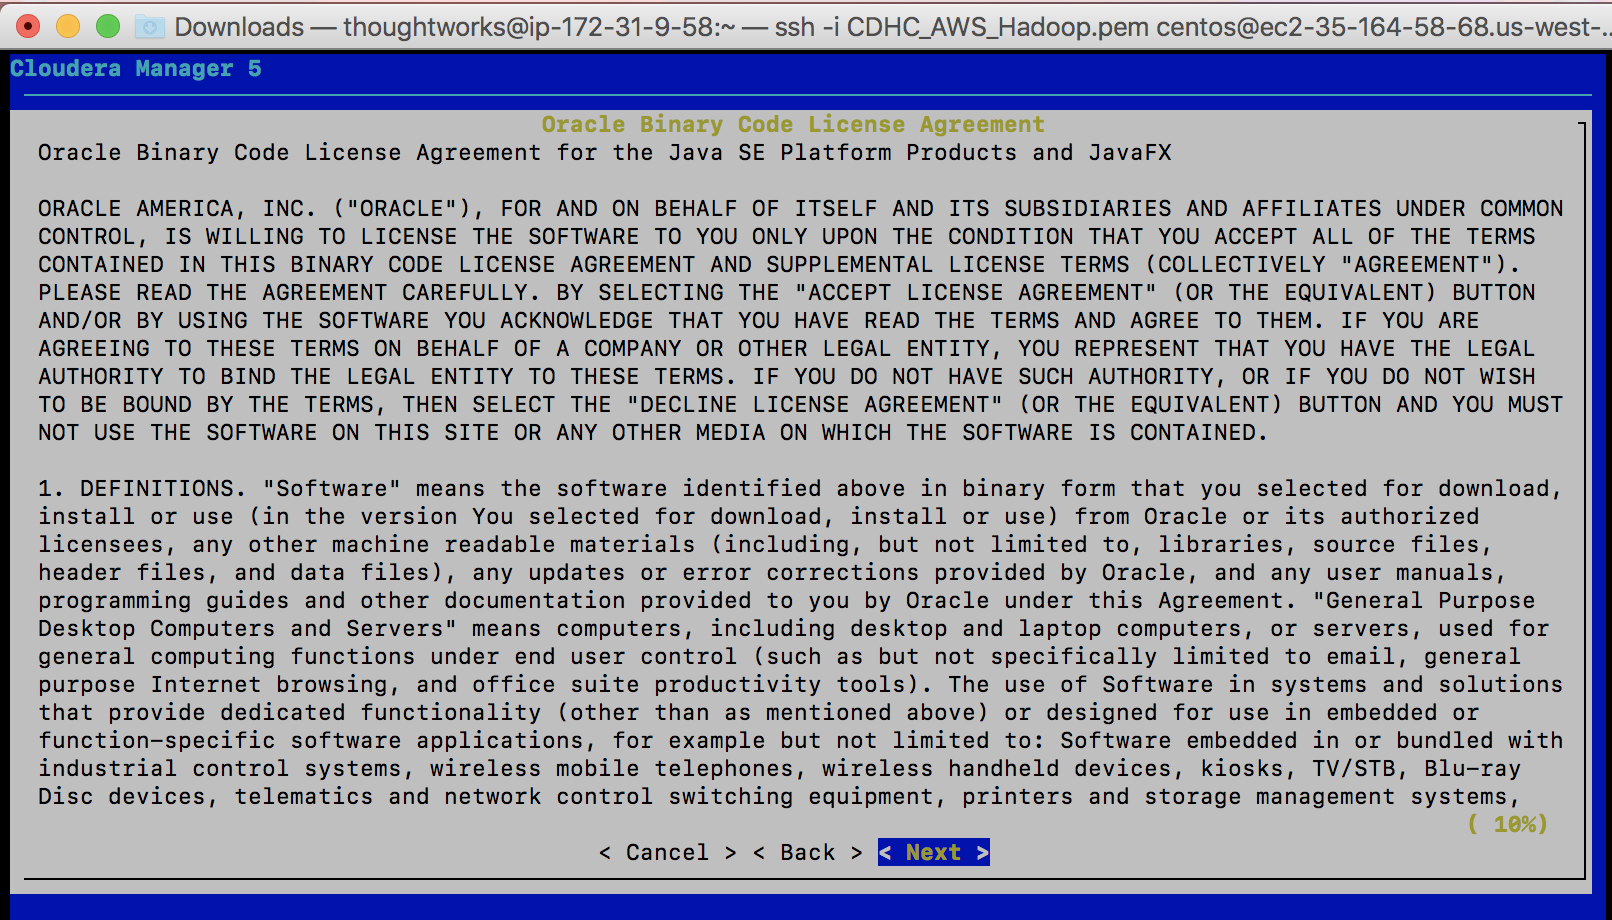 Downloads — thoughtworks@ip-172-31-9-58:~ — ssh -i CDHC_AWS_Hadoop.pem centos@ec2-35-164-58-68.us-west-...
Cloudera Manager 5
Oracle Binary Code License Agreement
Oracle Binary Code License Agreement for the Java SE Platform Products and JavaFX
ORACLE AMERICA, INC. ("ORACLE"), FOR AND ON BEHALF OF ITSELF AND ITS SUBSIDIARIES AND AFFILIATES UNDER COMMON
CONTROL, IS WILLING TO LICENSE THE SOFTWARE TO YOU ONLY UPON THE CONDITION THAT YOU ACCEPT ALL OF THE TERMS
CONTAINED IN THIS BINARY CODE LICENSE AGREEMENT AND SUPPLEMENTAL LICENSE TERMS (COLLECTIVELY "AGREEMENT").
PLEASE READ THE AGREEMENT CAREFULLY. BY SELECTING THE "ACCEPT LICENSE AGREEMENT" (OR THE EQUIVALENT) BUTTON
AND/OR BY USING THE SOFTWARE YOU ACKNOWLEDGE THAT YOU HAVE READ THE TERMS AND AGREE TO THEM. IF YOU ARE
AGREEING TO THESE TERMS ON BEHALF OF A COMPANY OR OTHER LEGAL ENTITY, YOU REPRESENT THAT YOU HAVE THE LEGAL
AUTHORITY TO BIND THE LEGAL ENTITY TO THESE TERMS. IF YOU DO NOT HAVE SUCH AUTHORITY, OR IF YOU DO NOT WISH
TO BE BOUND BY THE TERMS, THEN SELECT THE "DECLINE LICENSE AGREEMENT" (OR THE EQUIVALENT) BUTTON AND YOU MUST
NOT USE THE SOFTWARE ON THIS SITE OR ANY OTHER MEDIA ON WHICH THE SOFTWARE IS CONTAINED.
1. DEFINITIONS. "Software" means the software identified above in binary form that you selected for download,
install or use (in the version You selected for download, install or use) from Oracle or its authorized
licensees, any other machine readable materials (including, but not limited to, libraries, source files,
header files, and data files), any updates or error corrections provided by Oracle, and any user manuals,
programming guides and other documentation provided to you by Oracle under this Agreement. "General Purpose
Desktop Computers and Servers" means computers, including desktop and laptop computers, or servers, used for
general computing functions under end user control (such as but not specifically limited to email, general
purpose Internet browsing, and office suite productivity tools). The use of Software in systems and solutions
that provide dedicated functionality (other than as mentioned above) or designed for use in embedded or
function-specific software applications, for example but not limited to: Software embedded in or bundled with
industrial control systems, wireless mobile telephones, wireless handheld devices, kiosks, TV/STB, Blu-ray
Disc devices, telematics and network control switching equipment, printers and storage management systems,
( 10%)
< Cancel > < Back > < Next >